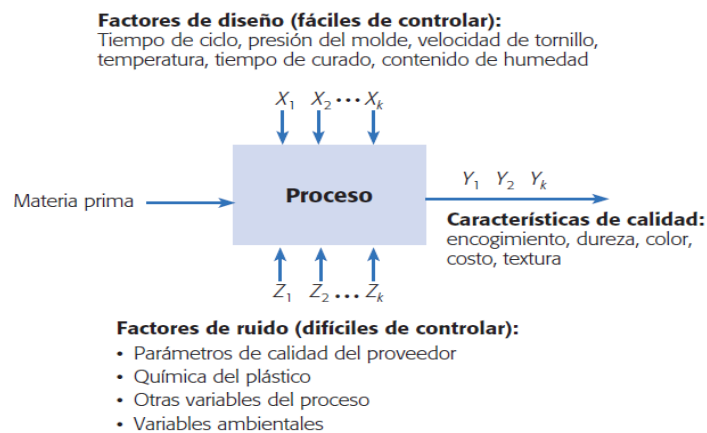 Factores de diseño (fáciles de controlar):
Tiempo de ciclo, presión del molde, velocidad de tornillo,
temperatura, tiempo de curado, contenido de humedad
X₁ X₂ ••• Xₖ
Materia prima
Proceso
Y₁ Y₂ Yₖ
Características de calidad:
encogimiento, dureza, color,
costo, textura
Z₁ Z₂ ... Zₖ
Factores de ruido (difíciles de controlar):
• Parámetros de calidad del proveedor
• Química del plástico
• Otras variables del proceso
• Variables ambientales